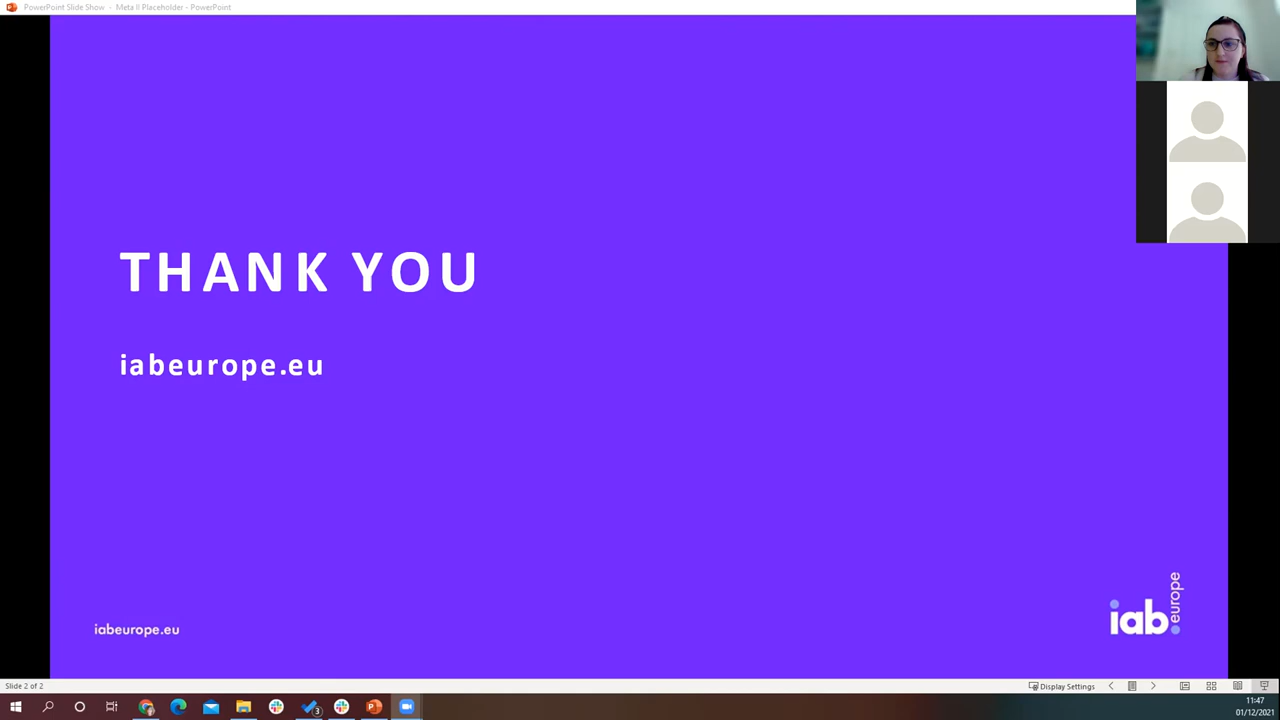 PowerPoint Slide Show - Meta II Placeholder - PowerPoint
THANK YOU
iabeurope.eu
iabeurope.eu
iab.europe
Slide 2 of 2
Display Settings
3
11:47
01/12/2021